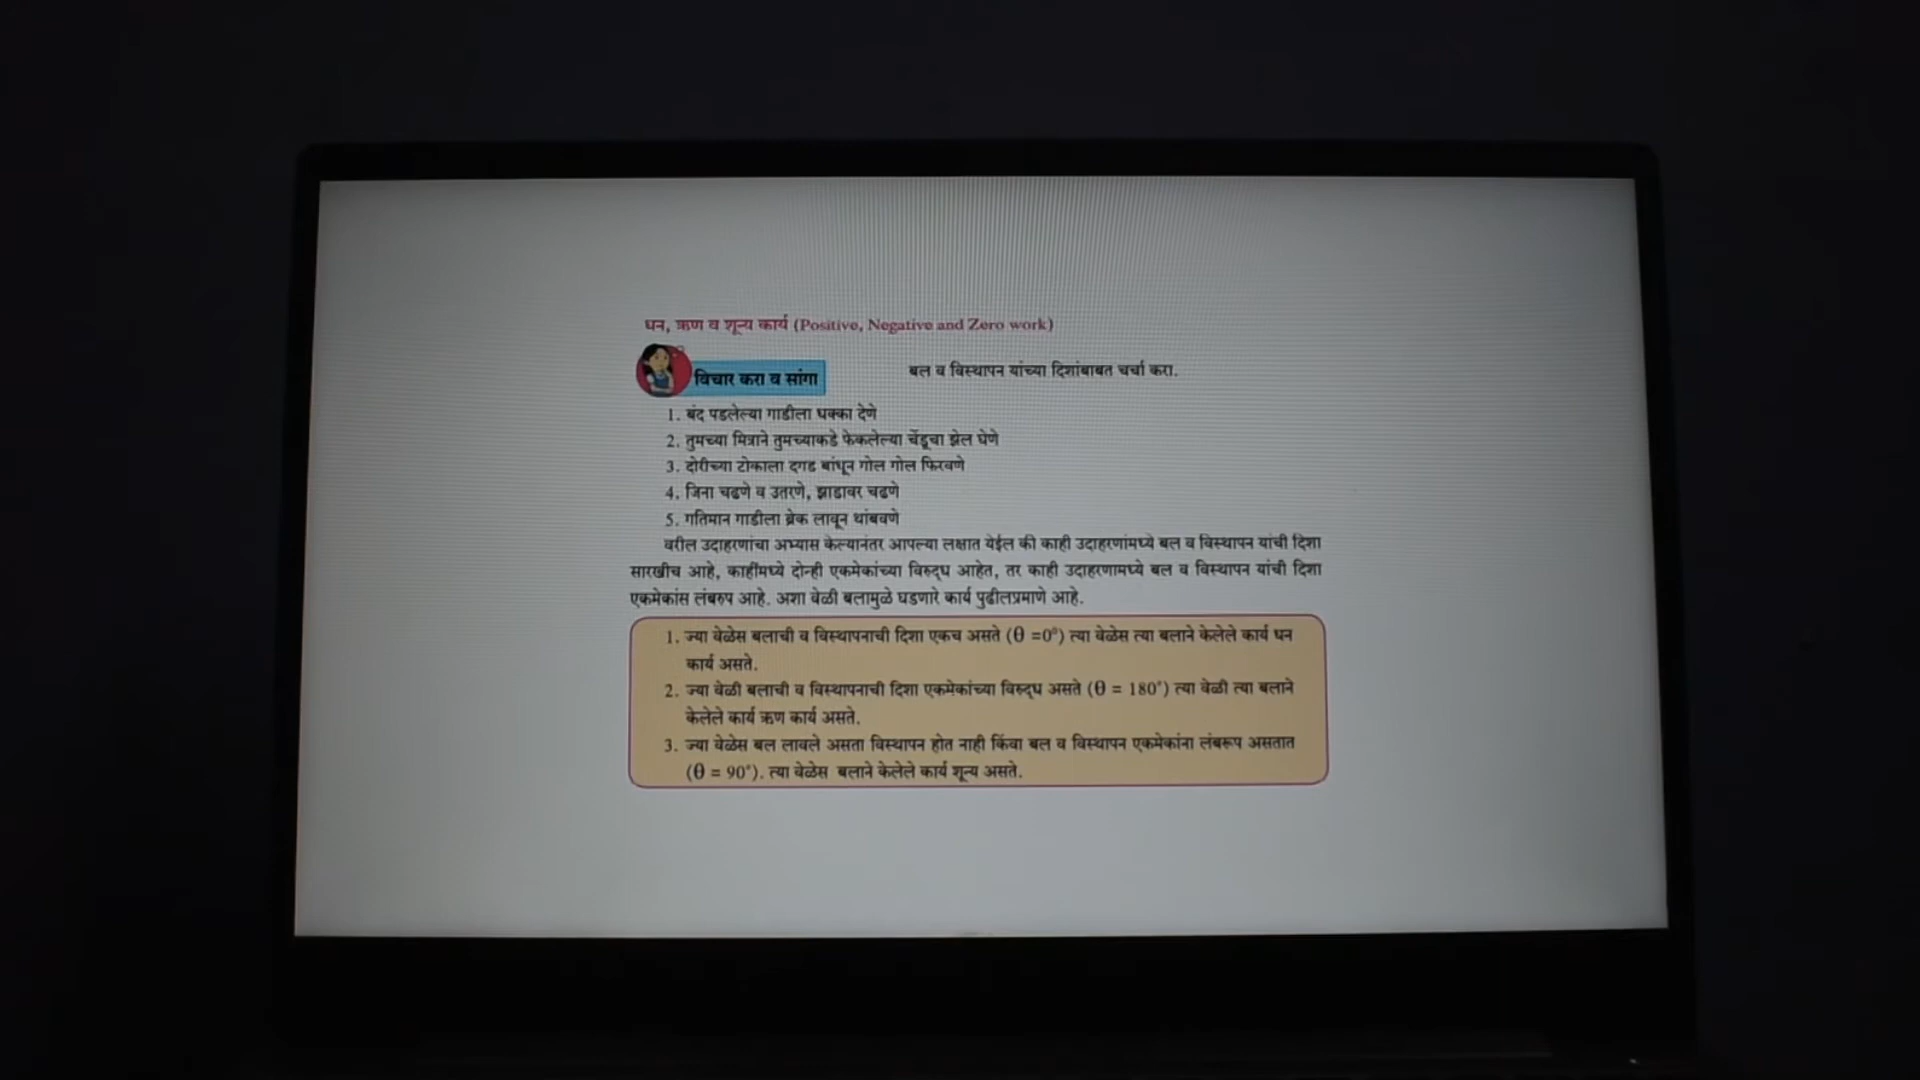 धन, ऋण व शून्य कार्य (Positive, Negative and Zero work)
विचार करा व सांगा
बल व विस्थापन यांच्या दिशांबाबत चर्चा करा.
1. बंद पडलेल्या गाडीला धक्का देणे
2. तुमच्या मित्राने तुमच्याकडे फेकलेल्या चेंडूचा झेल घेणे
3. दोरीच्या टोकाला दगड बांधून गोल गोल फिरवणे
4. जिना चढणे व उतरणे, झाडावर चढणे
5. गतिमान गाडीला ब्रेक लावून थांबवणे
वरील उदाहरणांचा अभ्यास केल्यानंतर आपल्या लक्षात येईल की काही उदाहरणांमध्ये बल व विस्थापन यांची दिशा
सारखीच आहे, काहींमध्ये दोन्ही एकमेकांच्या विरुद्ध आहेत, तर काही उदाहरणामध्ये बल व विस्थापन यांची दिशा
एकमेकांस लंबरुप आहे. अशा वेळी बलामुळे घडणारे कार्य पुढीलप्रमाणे आहे.
1. ज्या वेळेस बलाची व विस्थापनाची दिशा एकच असते (θ =0°) त्या वेळेस त्या बलाने केलेले कार्य धन
कार्य असते.
2. ज्या वेळी बलाची व विस्थापनाची दिशा एकमेकांच्या विरुद्ध असते (θ = 180°) त्या वेळी त्या बलाने
केलेले कार्य ऋण कार्य असते.
3. ज्या वेळेस बल लावले असता विस्थापन होत नाही किंवा बल व विस्थापन एकमेकांना लंबरूप असतात
(θ = 90°). त्या वेळेस बलाने केलेले कार्य शून्य असते.